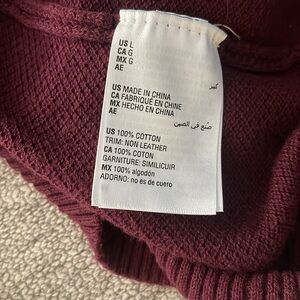 US L
CA G
MX G
AE
كبير
US MADE IN CHINA
CA FABRIQUÉ EN CHINE
MX HECHO EN CHINA
AE
صنع في الصين
US 100% COTTON
TRIM: NON LEATHER
CA 100% COTON
GARNITURE: SIMILICUIR
MX 100% algodón
ADORNO: no es de cuero